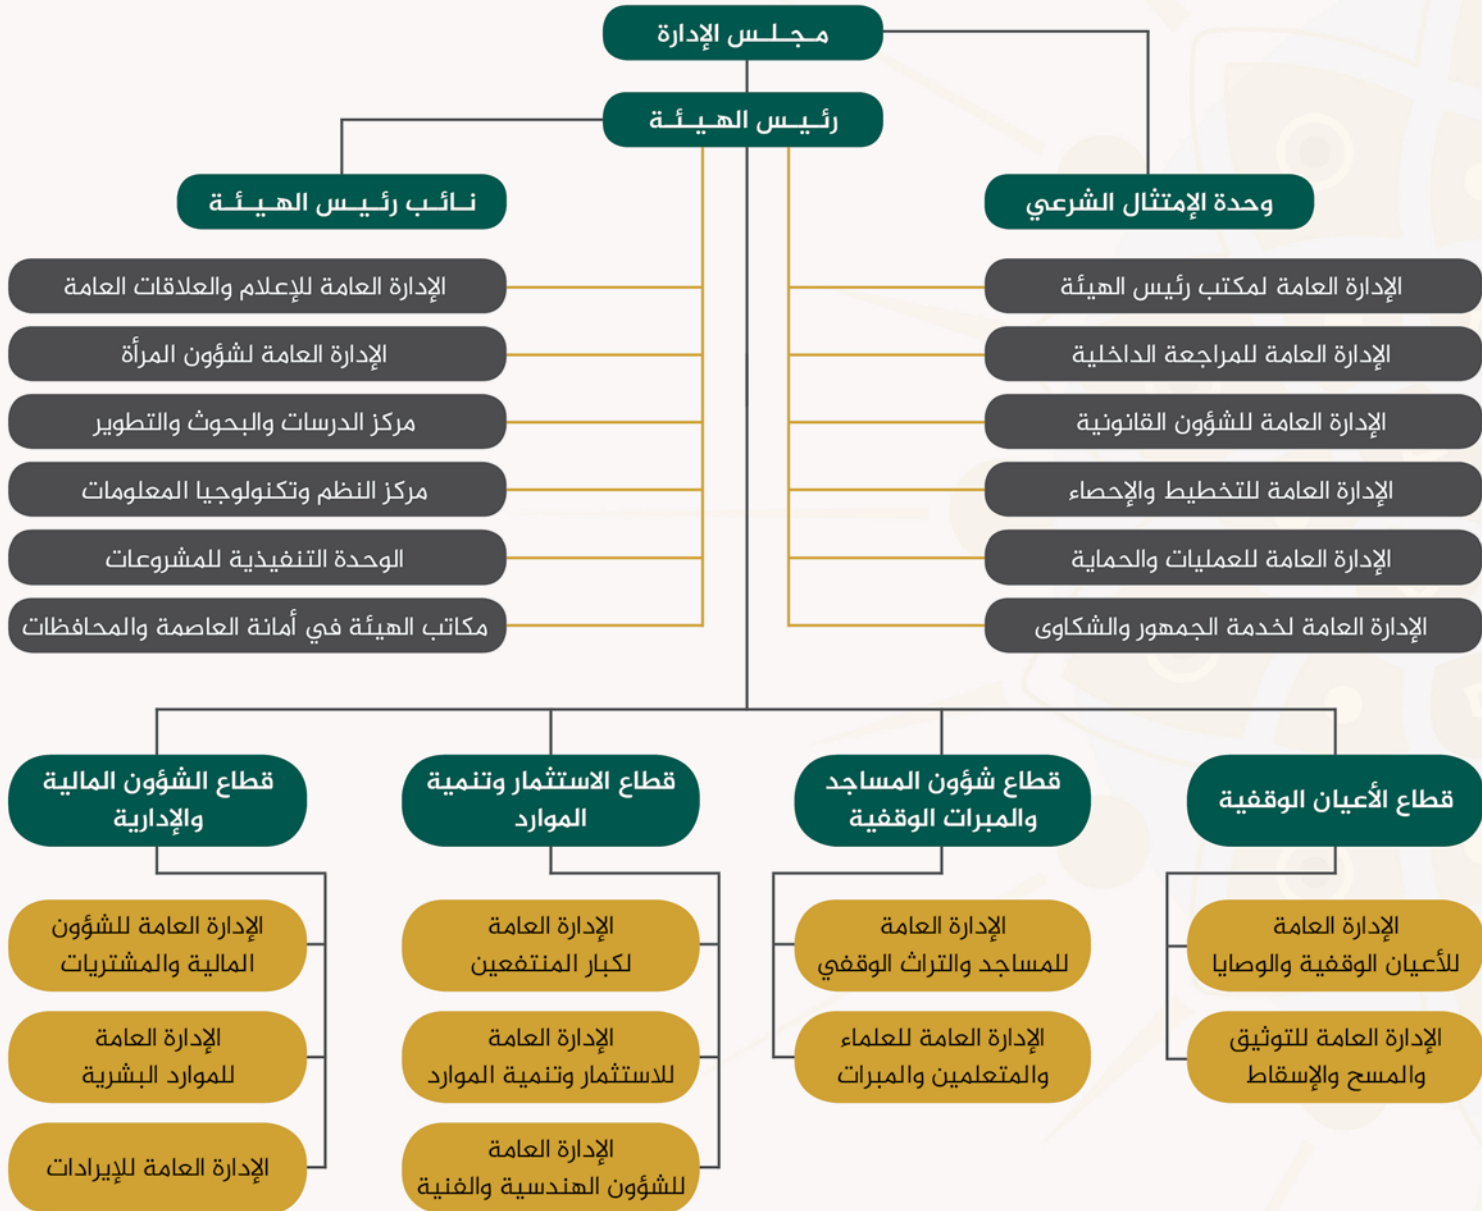 مجلس الإدارة
رئيس الهيئة
وحدة الإمتثال الشرعي
نائب رئيس الهيئة
الإدارة العامة لمكتب رئيس الهيئة
الإدارة العامة للمراجعة الداخلية
الإدارة العامة للشؤون القانونية
الإدارة العامة للتخطيط والإحصاء
الإدارة العامة للعمليات والحماية
الإدارة العامة لخدمة الجمهور والشكاوى
الإدارة العامة للإعلام والعلاقات العامة
الإدارة العامة لشؤون المرأة
مركز الدرسات والبحوث والتطوير
مركز النظم وتكنولوجيا المعلومات
الوحدة التنفيذية للمشروعات
مكاتب الهيئة في أمانة العاصمة والمحافظات
قطاع الأعيان الوقفية
الإدارة العامة
للأعيان الوقفية والوصايا
الإدارة العامة للتوثيق
والمسح والإسقاط
قطاع شؤون المساجد
والمبرات الوقفية
الإدارة العامة
للمساجد والتراث الوقفي
الإدارة العامة للعلماء
والمتعلمين والمبرات
قطاع الاستثمار وتنمية
الموارد
الإدارة العامة
لكبار المنتفعين
الإدارة العامة
للاستثمار وتنمية الموارد
الإدارة العامة
للشؤون الهندسية والفنية
قطاع الشؤون المالية
والإدارية
الإدارة العامة للشؤون
المالية والمشتريات
الإدارة العامة
للموارد البشرية
الإدارة العامة للإيرادات